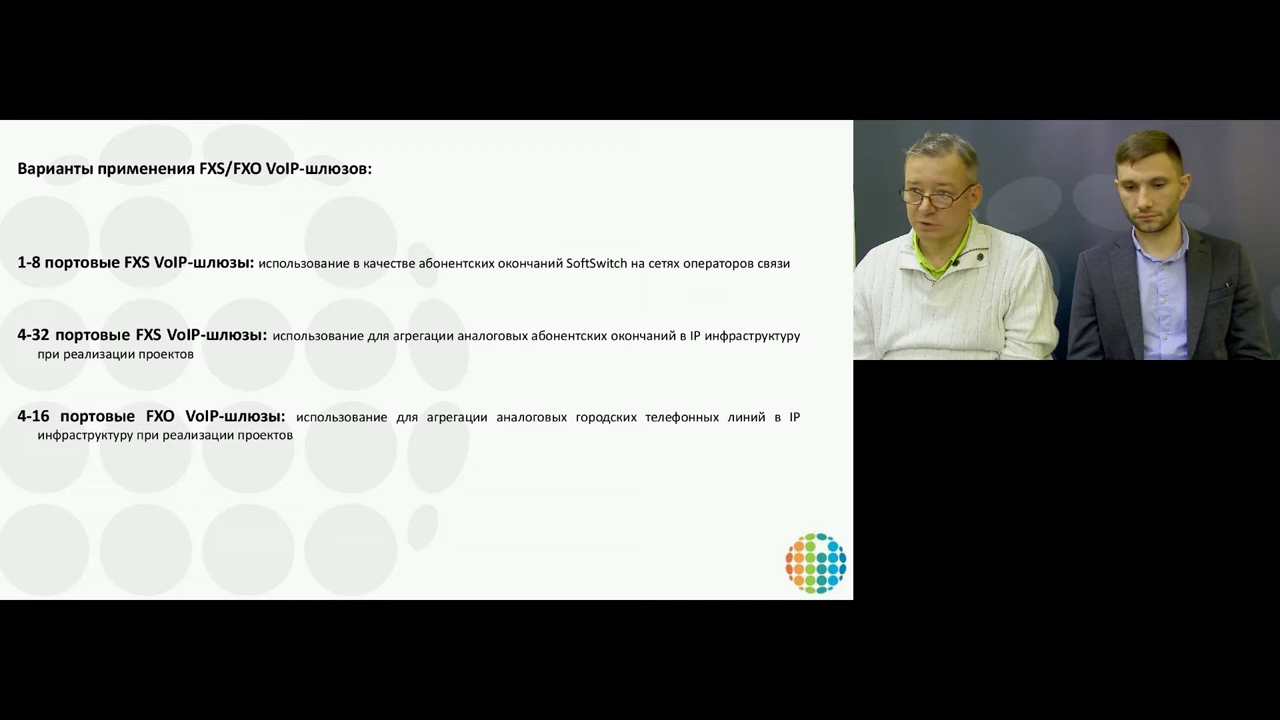 Варианты применения FXS/FXO VoIP-шлюзов:
1-8 портовые FXS VoIP-шлюзы: использование в качестве абонентских окончаний SoftSwitch на сетях операторов связи
4-32 портовые FXS VoIP-шлюзы: использование для агрегации аналоговых абонентских окончаний в IP инфраструктуру
при реализации проектов
4-16 портовые FXO VoIP-шлюзы: использование для агрегации аналоговых городских телефонных линий в IP
инфраструктуру при реализации проектов